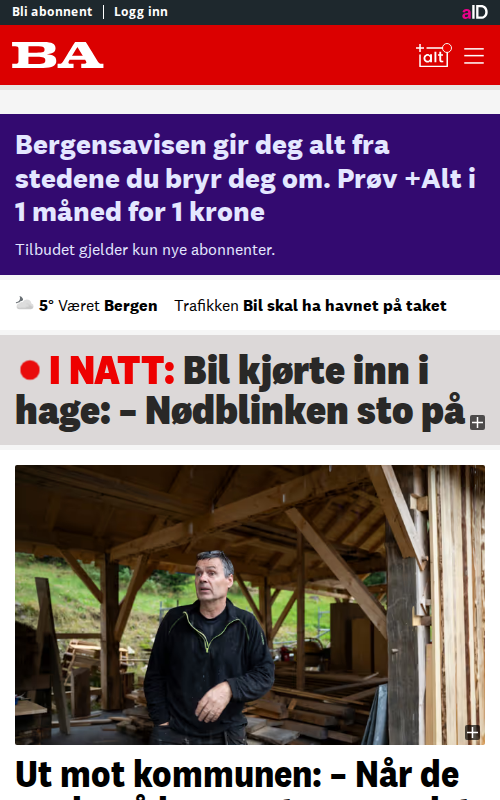 Bli abonnent | Logg inn
aID
BA
+alt
Bergensavisen gir deg alt fra
stedene du bryr deg om. Prøv +Alt i
1 måned for 1 krone
Tilbudet gjelder kun nye abonnenter.
5° Været Bergen Trafikken Bil skal ha havnet på taket
I NATT: Bil kjørte inn i
hage: – Nødblinken sto på
Ut mot kommunen: – Når de